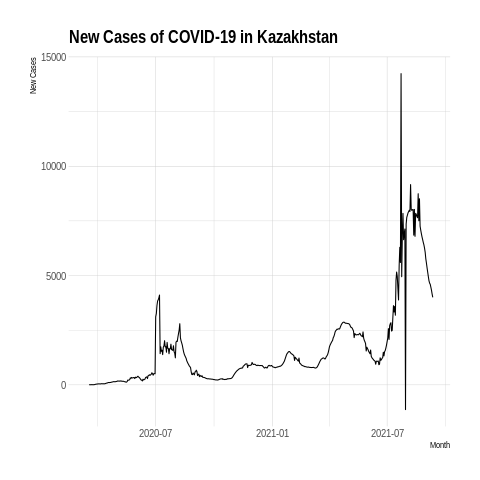 New Cases of COVID-19 in Kazakhstan
New Cases
15000
10000
5000
0
2020-07
2021-01
2021-07
Month